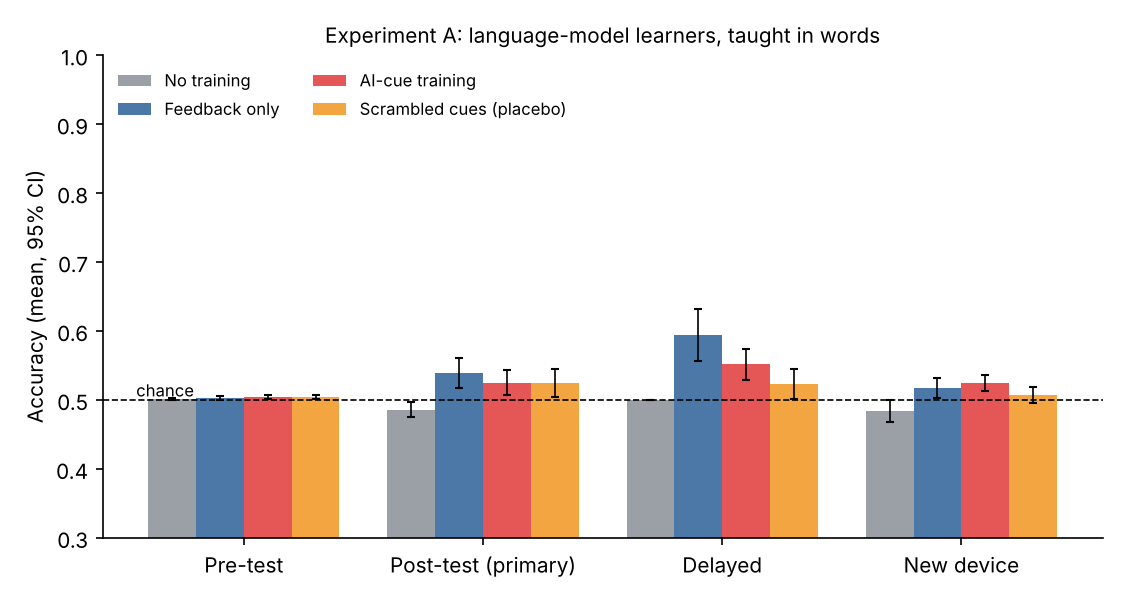 Experiment A: language-model learners, taught in words
No training
Feedback only
AI-cue training
Scrambled cues (placebo)
Accuracy (mean, 95% CI)
1.0
0.9
0.8
0.7
0.6
0.5
0.4
0.3
chance
Pre-test
Post-test (primary)
Delayed
New device